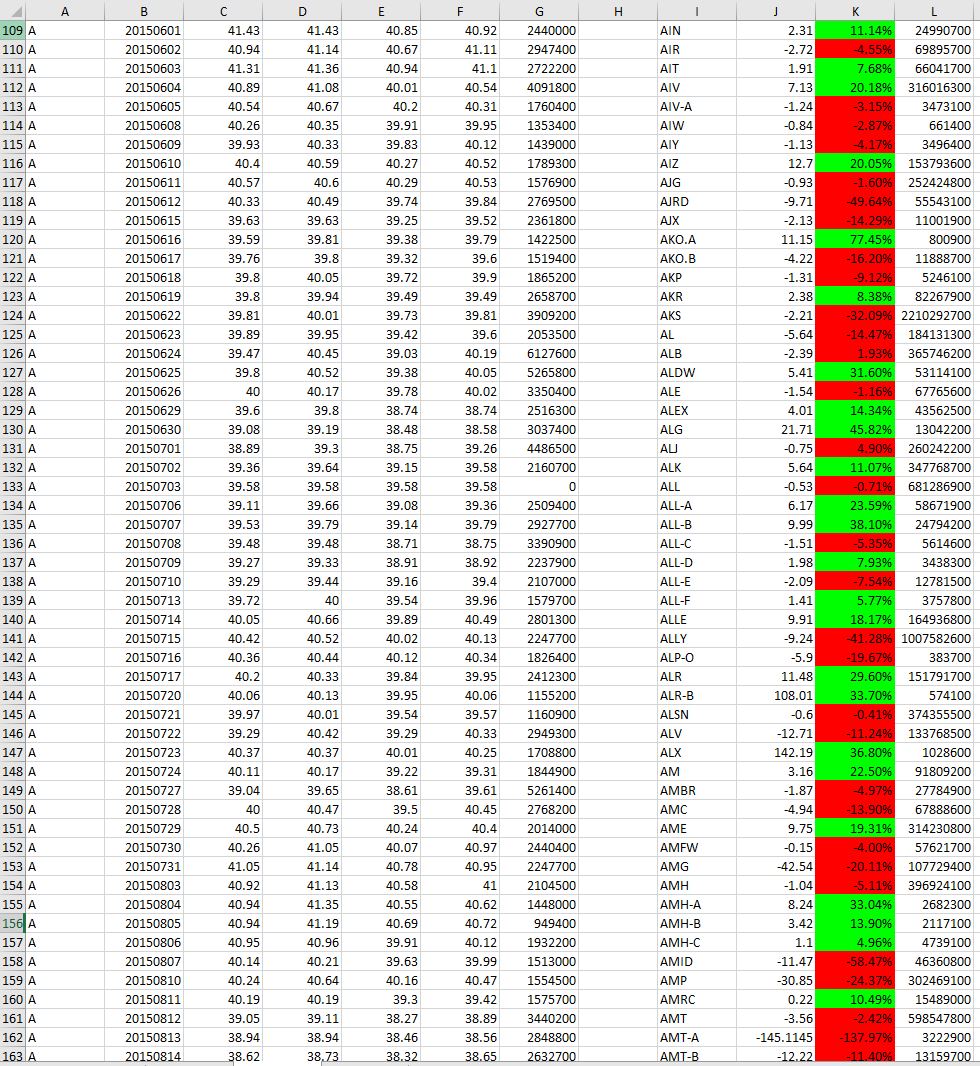 A B C D E F G H I J K L
109 A 20150601 41.43 41.43 40.85 40.92 2440000 AIN 2.31 11.14% 24990700
110 A 20150602 40.94 41.14 40.67 41.11 2947400 AIR -2.72 -4.55% 69895700
111 A 20150603 41.31 41.36 40.94 41.1 2722200 AIT 1.91 7.68% 66041700
112 A 20150604 40.89 41.08 40.01 40.54 4091800 AIV 7.13 20.18% 316016300
113 A 20150605 40.54 40.67 40.2 40.31 1760400 AIV-A -1.24 -3.15% 3473100
114 A 20150608 40.26 40.35 39.91 39.95 1353400 AIW -0.84 -2.87% 661400
115 A 20150609 39.93 40.33 39.83 40.12 1439000 AIY -1.13 -4.17% 3496400
116 A 20150610 40.4 40.59 40.27 40.52 1789300 AIZ 12.7 20.05% 153793600
117 A 20150611 40.57 40.6 40.29 40.53 1576900 AJG -0.93 -1.60% 252424800
118 A 20150612 40.33 40.49 39.74 39.84 2769500 AJRD -9.71 -49.64% 55543100
119 A 20150615 39.63 39.63 39.25 39.52 2361800 AJX -2.13 -14.29% 11001900
120 A 20150616 39.59 39.81 39.38 39.79 1422500 AKO.A 11.15 77.45% 800900
121 A 20150617 39.76 39.8 39.32 39.6 1519400 AKO.B -4.22 -16.20% 11888700
122 A 20150618 39.8 40.05 39.72 39.9 1865200 AKP -1.31 -9.12% 5246100
123 A 20150619 39.8 39.94 39.49 39.49 2658700 AKR 2.38 8.38% 82267900
124 A 20150622 39.81 40.01 39.73 39.81 3909200 AKS -2.21 -32.09% 2210292700
125 A 20150623 39.89 39.95 39.42 39.6 2053500 AL -5.64 -14.47% 184131300
126 A 20150624 39.47 40.45 39.03 40.19 6127600 ALB -2.39 1.93% 365746200
127 A 20150625 39.8 40.52 39.38 40.05 5265800 ALDW 5.41 31.60% 53114100
128 A 20150626 40 40.17 39.78 40.02 3350400 ALE -1.54 -1.16% 67765600
129 A 20150629 39.6 39.8 38.74 38.74 2516300 ALEX 4.01 14.34% 43562500
130 A 20150630 39.08 39.19 38.48 38.58 3037400 ALG 21.71 45.82% 13042200
131 A 20150701 38.89 39.3 38.75 39.26 4486500 ALJ -0.75 4.90% 260242200
132 A 20150702 39.36 39.64 39.15 39.58 2160700 ALK 5.64 11.07% 347768700
133 A 20150703 39.58 39.58 39.58 39.58 0 ALL -0.53 -0.71% 681286900
134 A 20150706 39.11 39.66 39.08 39.36 2509400 ALL-A 6.17 23.59% 58671900
135 A 20150707 39.53 39.79 39.14 39.79 2927700 ALL-B 9.99 38.10% 24794200
136 A 20150708 39.48 39.48 38.71 38.75 3390900 ALL-C -1.51 -5.35% 5614600
137 A 20150709 39.27 39.33 38.91 38.92 2237900 ALL-D 1.98 7.93% 3438300
138 A 20150710 39.29 39.44 39.16 39.4 2107000 ALL-E -2.09 -7.54% 12781500
139 A 20150713 39.72 40 39.54 39.96 1579700 ALL-F 1.41 5.77% 3757800
140 A 20150714 40.05 40.66 39.89 40.49 2801300 ALLE 9.91 18.17% 164936800
141 A 20150715 40.42 40.52 40.02 40.13 2247700 ALLY -9.24 -41.28% 1007582600
142 A 20150716 40.36 40.44 40.12 40.34 1826400 ALP-O -5.9 -19.67% 383700
143 A 20150717 40.2 40.33 39.84 39.95 2412300 ALR 11.48 29.60% 151791700
144 A 20150720 40.06 40.13 39.95 40.06 1155200 ALR-B 108.01 33.70% 574100
145 A 20150721 39.97 40.01 39.54 39.57 1160900 ALSN -0.6 -0.41% 374355500
146 A 20150722 39.29 40.42 39.29 40.33 2949300 ALV -12.71 -11.24% 133768500
147 A 20150723 40.37 40.37 40.01 40.25 1708800 ALX 142.19 36.80% 1028600
148 A 20150724 40.11 40.17 39.22 39.31 1844900 AM 3.16 22.50% 91809200
149 A 20150727 39.04 39.65 38.61 39.61 5261400 AMBR -1.87 -4.97% 27784900
150 A 20150728 40 40.47 39.5 40.45 2768200 AMC -4.94 -13.90% 67888600
151 A 20150729 40.5 40.73 40.24 40.4 2014000 AME 9.75 19.31% 314230800
152 A 20150730 40.26 41.05 40.07 40.97 2440400 AMFW -0.15 -4.00% 57621700
153 A 20150731 41.05 41.14 40.78 40.95 2247700 AMG -42.54 -20.11% 107729400
154 A 20150803 40.92 41.13 40.58 41 2104500 AMH -1.04 -5.11% 396924100
155 A 20150804 40.94 41.35 40.55 40.62 1448000 AMH-A 8.24 33.04% 2682300
156 A 20150805 40.94 41.19 40.69 40.72 949400 AMH-B 3.42 13.90% 2117100
157 A 20150806 40.95 40.96 39.91 40.12 1932200 AMH-C 1.1 4.96% 4739100
158 A 20150807 40.14 40.21 39.63 39.99 1513000 AMID -11.47 -58.47% 46360800
159 A 20150810 40.24 40.64 40.16 40.47 1554500 AMP -30.85 -24.37% 302469100
160 A 20150811 40.19 40.19 39.3 39.42 1575700 AMRC 0.22 10.49% 15489000
161 A 20150812 39.05 39.11 38.27 38.89 3440200 AMT -3.56 -2.42% 598547800
162 A 20150813 38.94 38.94 38.46 38.56 2848800 AMT-A -145.1145 -137.97% 3222900
163 A 20150814 38.62 38.73 38.32 38.65 2632700 AMT-B -12.22 -11.40% 13159700